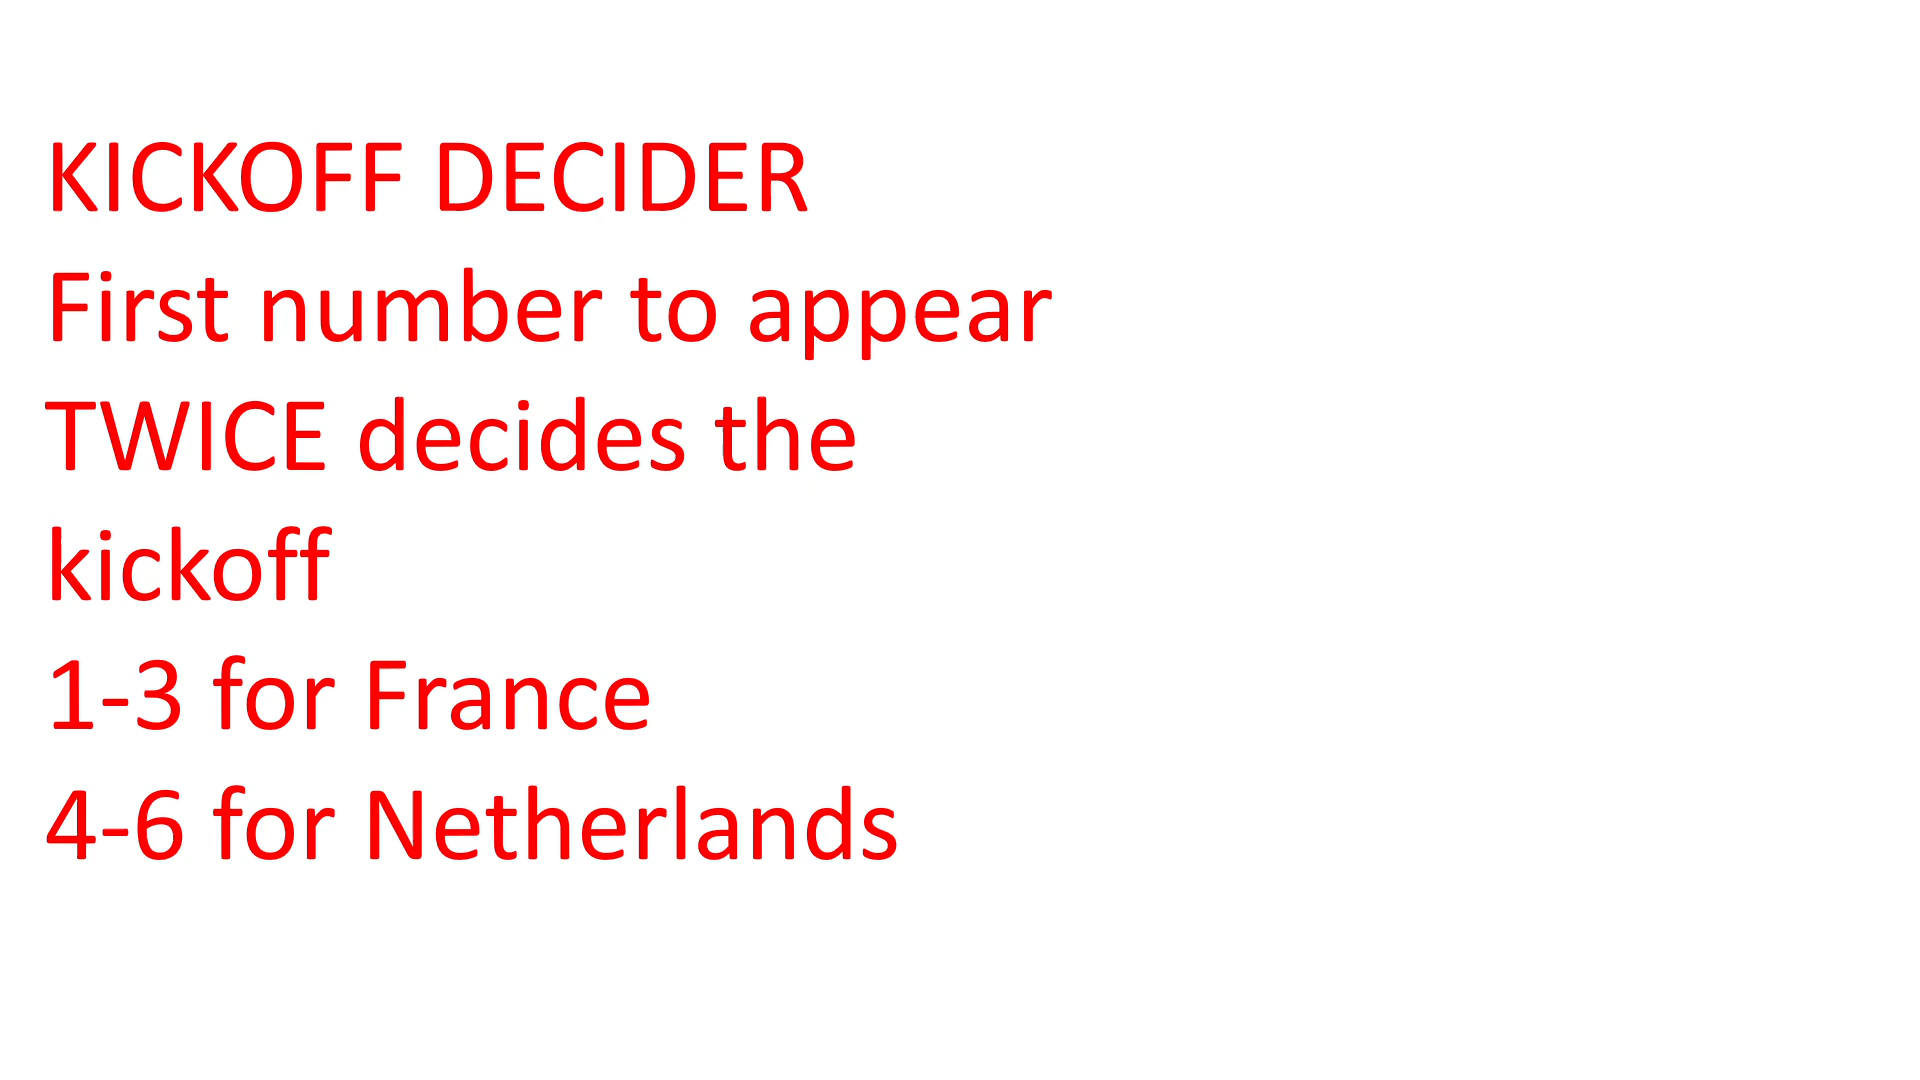 KICKOFF DECIDER
First number to appear
TWICE decides the
kickoff
1-3 for France
4-6 for Netherlands